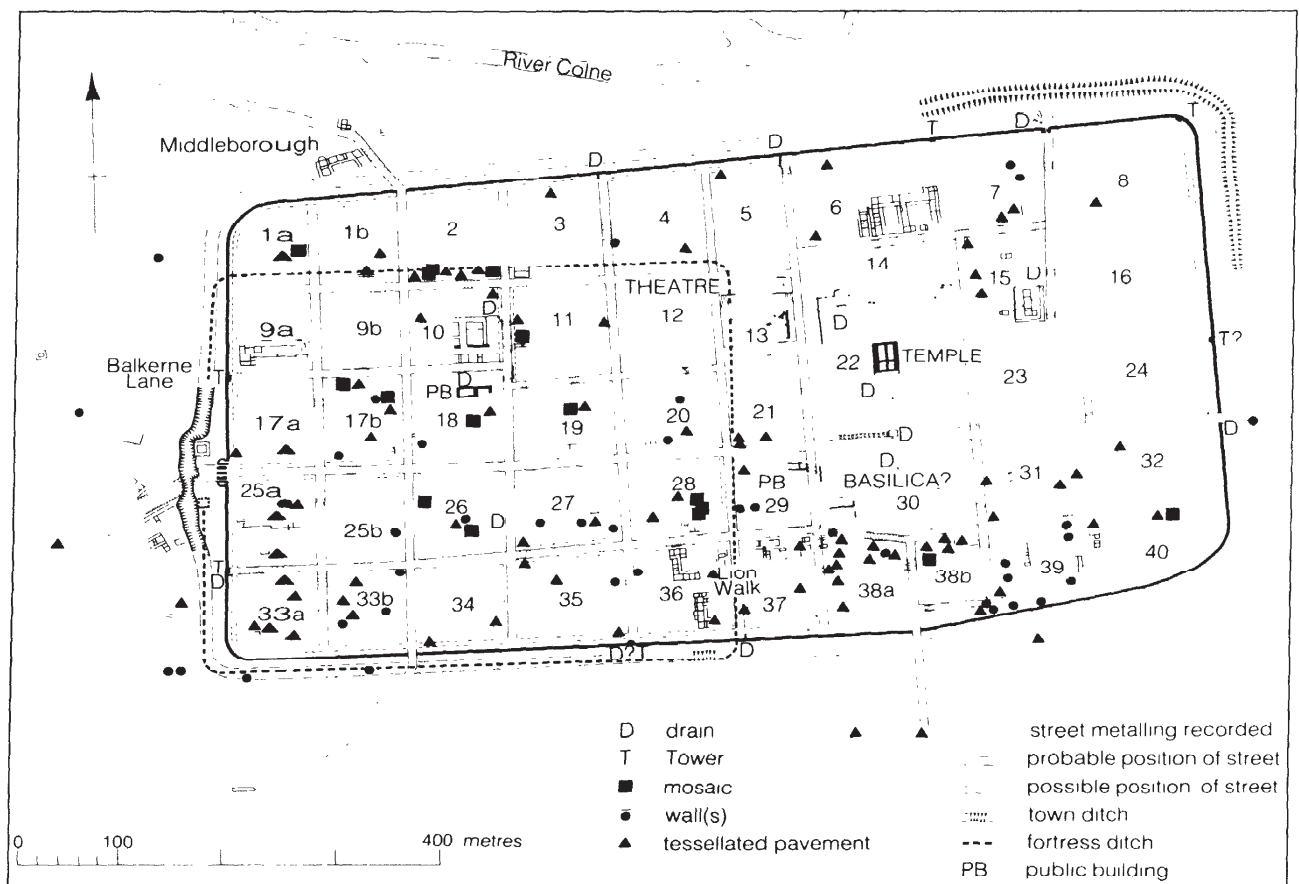 River Colne
Middleborough
T
D
D
T
D
D
8
7
6
5
4
3
2
1b
1a
14
15
D
16
THEATRE
12
11
D
10
9b
9a
13
D
T?
22
TEMPLE
23
24
Balkerne
Lane
T
D
PB
D
17a
17b
18
19
20
21
D
D
D
32
31
25a
25b
26
D
27
28
PB
29
BASILICA?
30
T
D
33a
33b
34
35
36
Lion
Walk
37
38a
38b
39
40
D?
D
D drain
T Tower
mosaic
wall(s)
tessellated pavement
street metalling recorded
probable position of street
possible position of street
town ditch
fortress ditch
PB public building
0 100 400 metres